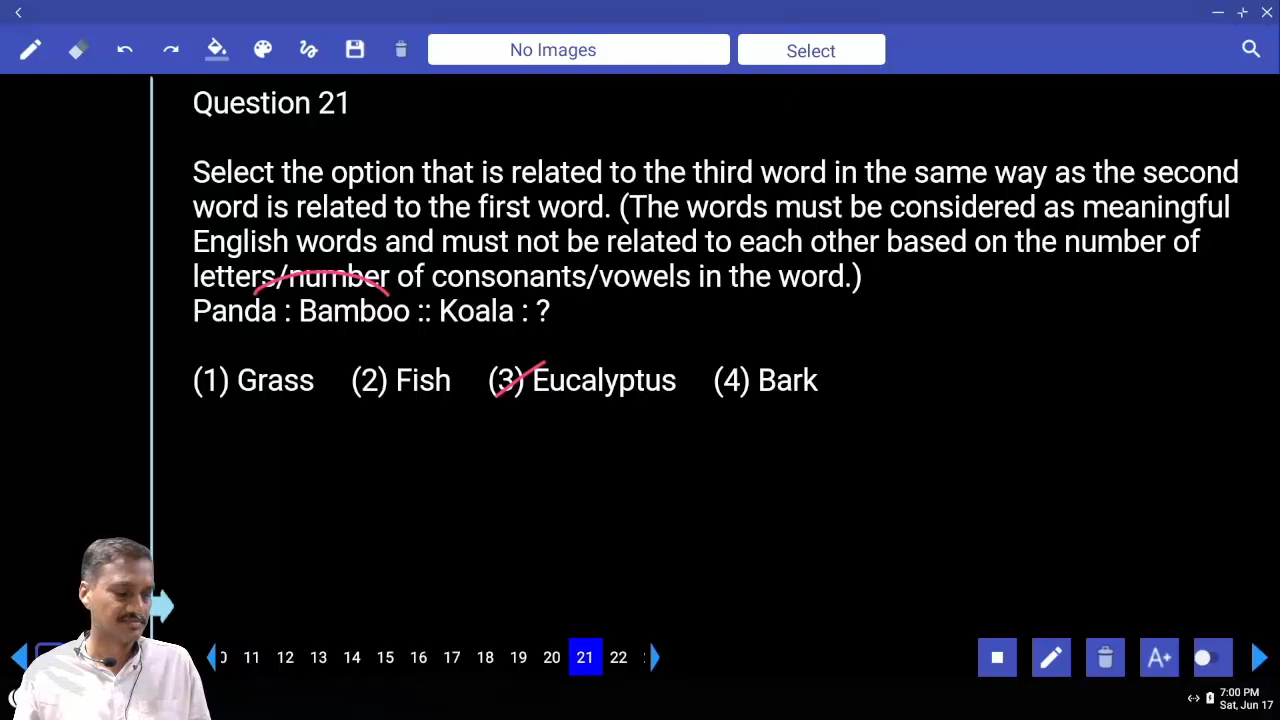 No Images
Select
Question 21
Select the option that is related to the third word in the same way as the second
word is related to the first word. (The words must be considered as meaningful
English words and must not be related to each other based on the number of
letters/number of consonants/vowels in the word.)
Panda : Bamboo :: Koala : ?
(1) Grass (2) Fish (3) Eucalyptus (4) Bark
11 12 13 14 15 16 17 18 19 20 21 22
A+
7:00 PM
Sat, Jun 17